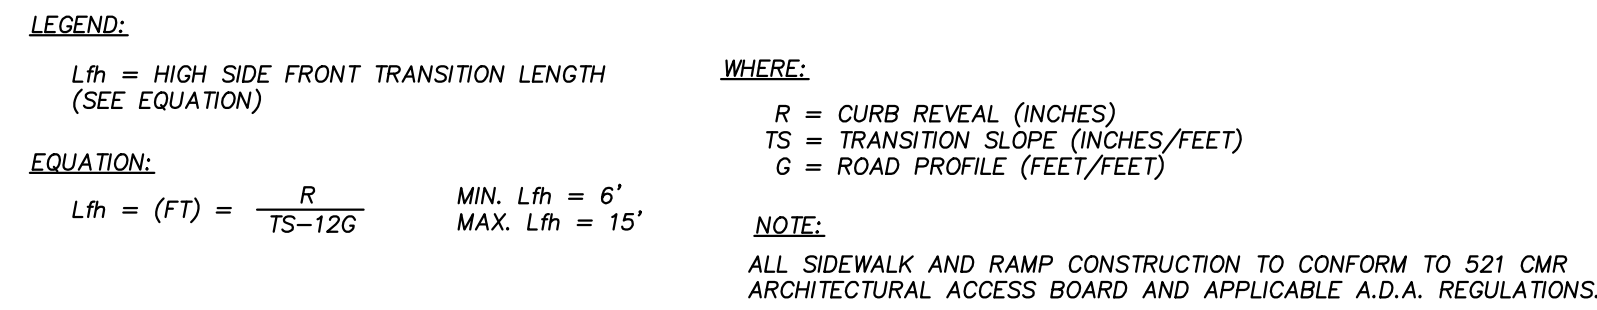 LEGEND:
Lfh = HIGH SIDE FRONT TRANSITION LENGTH
(SEE EQUATION)
EQUATION:
Lfh = (FT) = R / TS-12G
MIN. Lfh = 6'
MAX. Lfh = 15'
WHERE:
R = CURB REVEAL (INCHES)
TS = TRANSITION SLOPE (INCHES/FEET)
G = ROAD PROFILE (FEET/FEET)
NOTE:
ALL SIDEWALK AND RAMP CONSTRUCTION TO CONFORM TO 521 CMR
ARCHITECTURAL ACCESS BOARD AND APPLICABLE A.D.A. REGULATIONS.